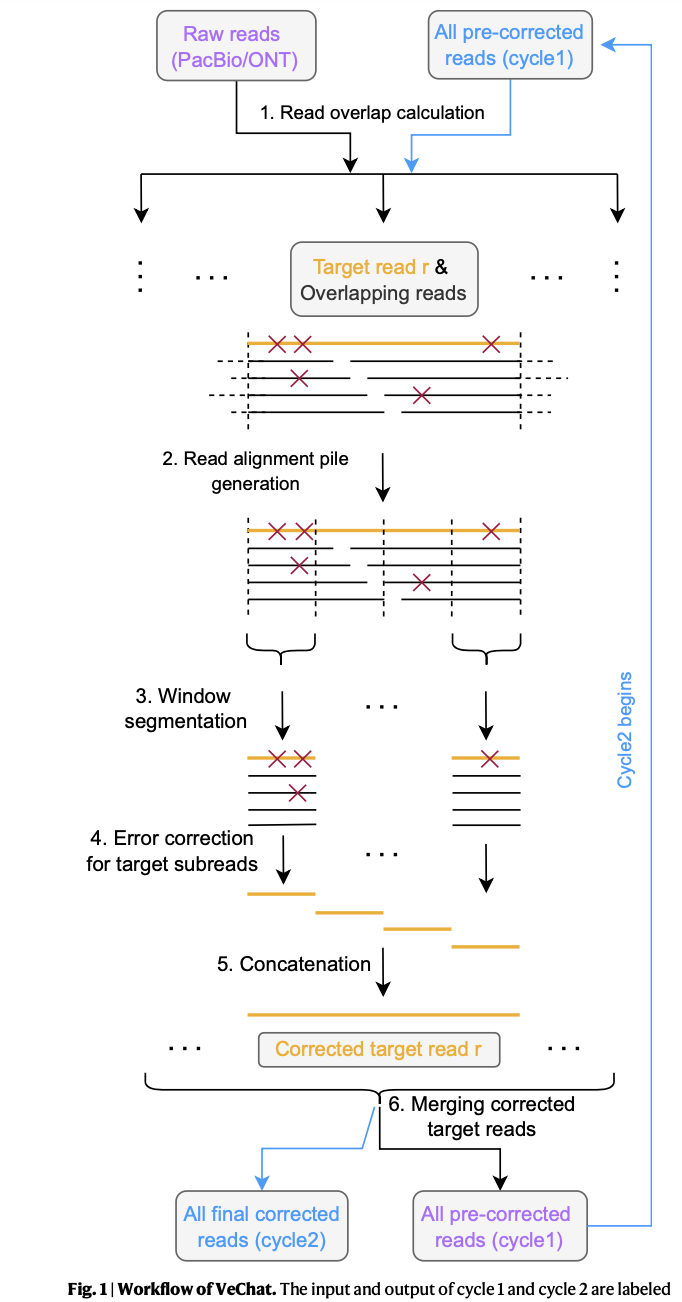 Raw reads
(PacBio/ONT)
All pre-corrected
reads (cycle1)
1. Read overlap calculation
Target read r &
Overlapping reads
2. Read alignment pile
generation
3. Window
segmentation
Cycle2 begins
4. Error correction
for target subreads
5. Concatenation
Corrected target read r
6. Merging corrected
target reads
All final corrected
reads (cycle2)
All pre-corrected
reads (cycle1)
Fig. 1 | Workflow of VeChat. The input and output of cycle 1 and cycle 2 are labeled